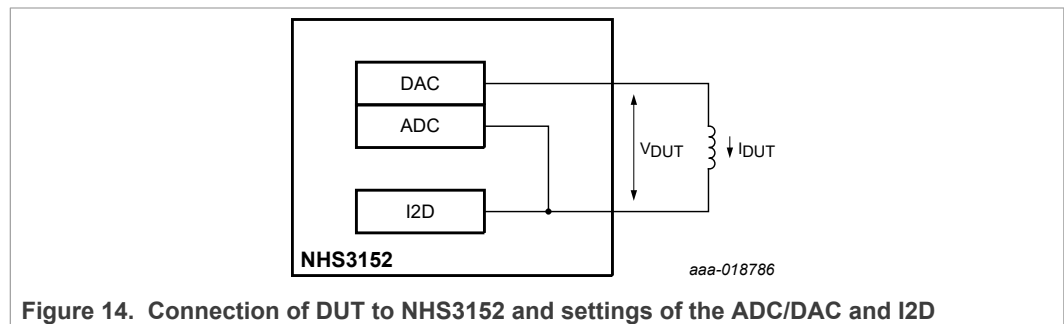 DAC
ADC
VDUT
IDUT
I2D
NHS3152
aaa-018786
Figure 14. Connection of DUT to NHS3152 and settings of the ADC/DAC and I2D